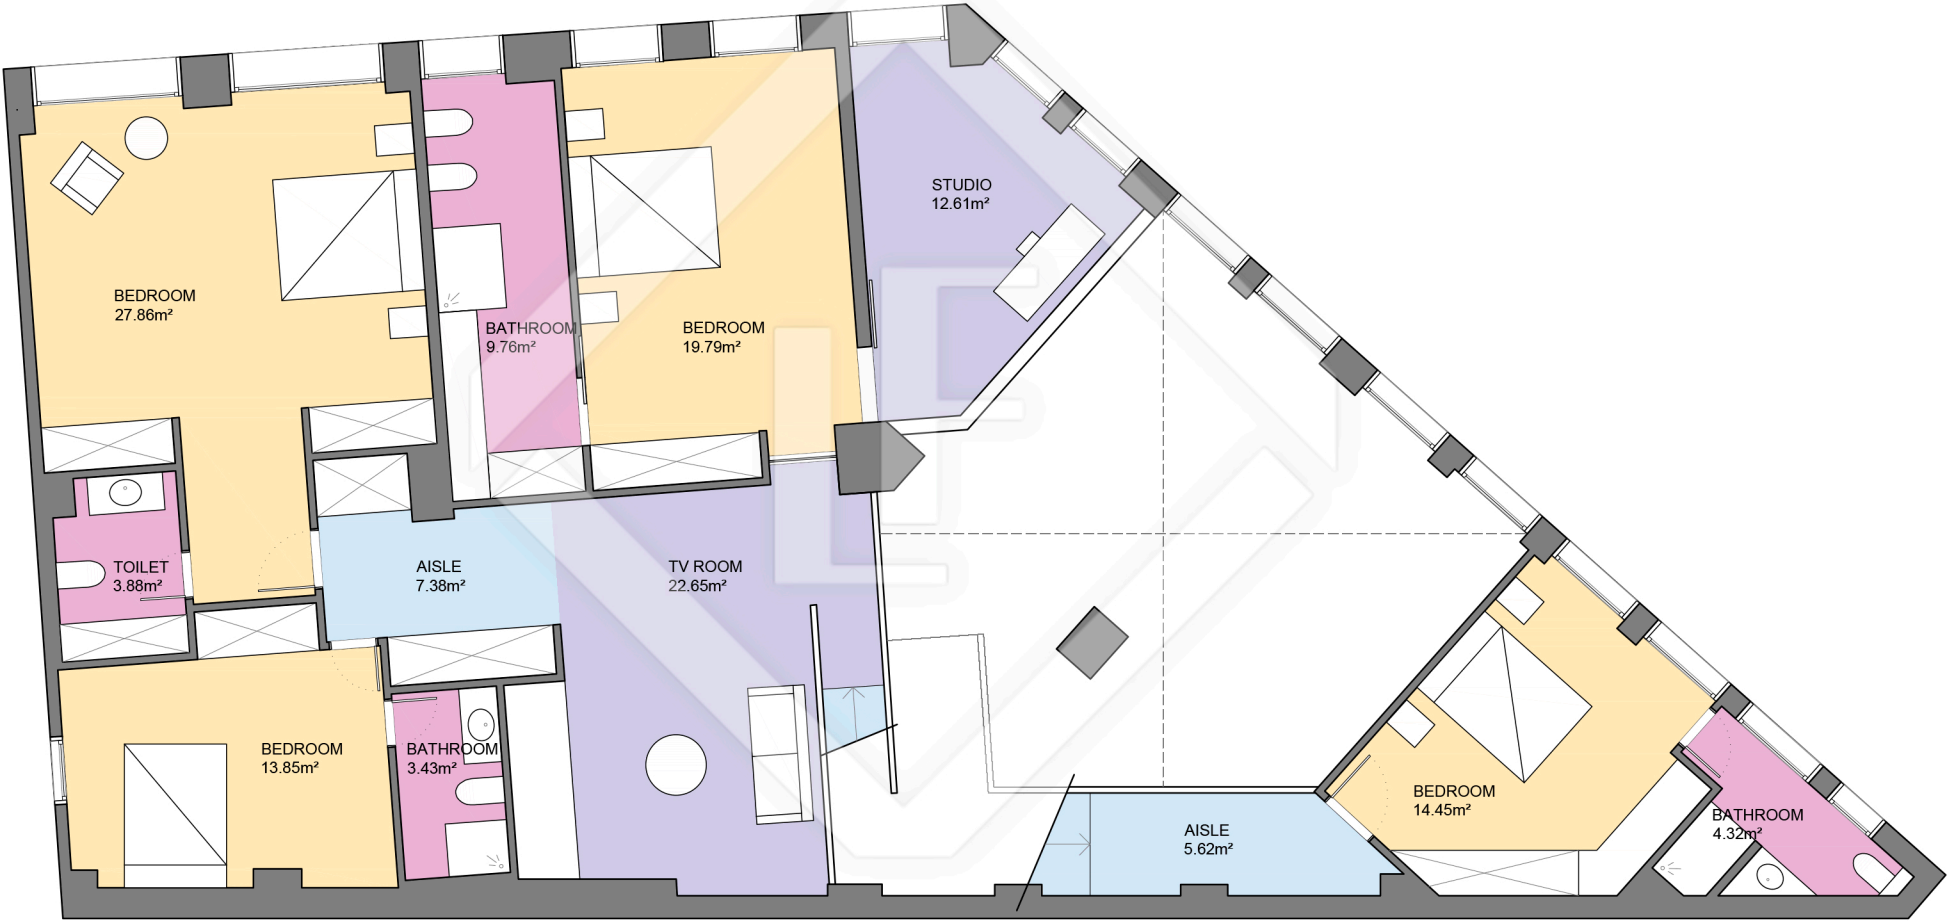 STUDIO
12.61m²
BEDROOM
27.86m²
BATHROOM
9.76m²
BEDROOM
19.79m²
TOILET
3.88m²
AISLE
7.38m²
TV ROOM
22.65m²
BEDROOM
13.85m²
BATHROOM
3.43m²
BEDROOM
14.45m²
BATHROOM
4.32m²
AISLE
5.62m²